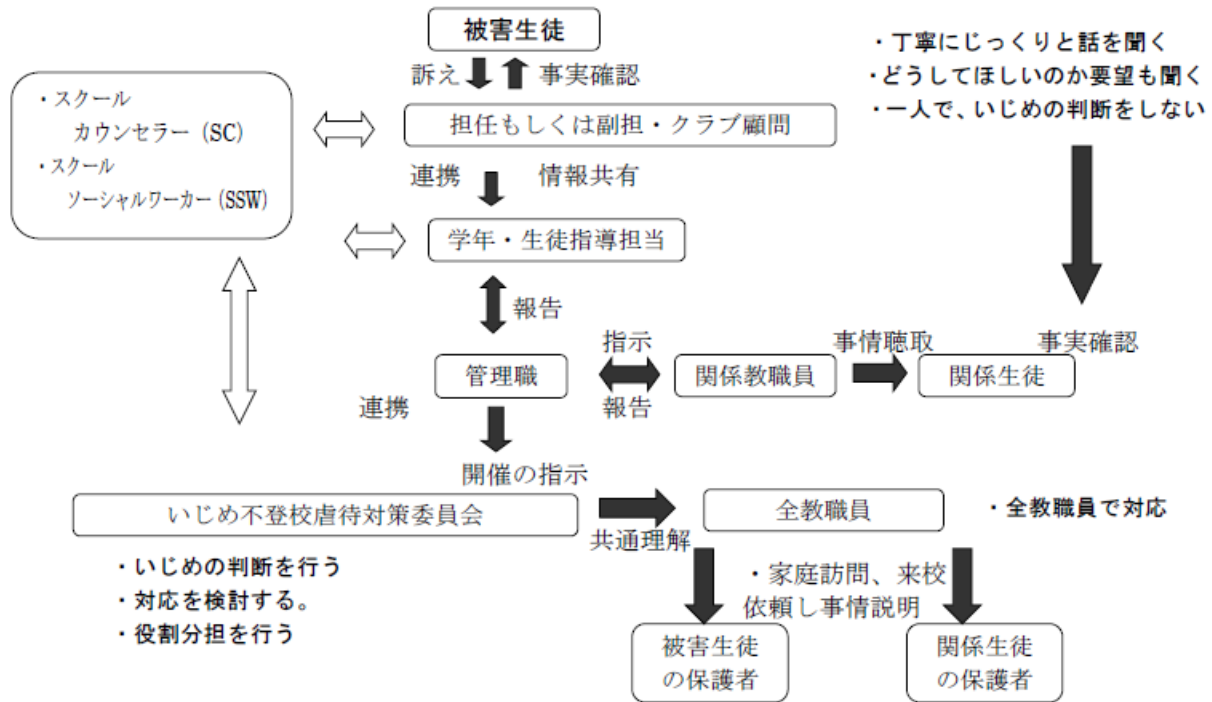 被害生徒
訴え
事実確認
・丁寧にじっくりと話を聞く
・どうしてほしいのか要望も聞く
・一人で、いじめの判断をしない
・スクール
カウンセラー（SC）
・スクール
ソーシャルワーカー（SSW）
担任もしくは副担・クラブ顧問
連携
情報共有
学年・生徒指導担当
報告
管理職
指示
報告
関係教職員
事情聴取
関係生徒
事実確認
連携
開催の指示
いじめ不登校虐待対策委員会
共通理解
全教職員
・全教職員で対応
・いじめの判断を行う
・対応を検討する。
・役割分担を行う
・家庭訪問、来校
依頼し事情説明
被害生徒
の保護者
関係生徒
の保護者